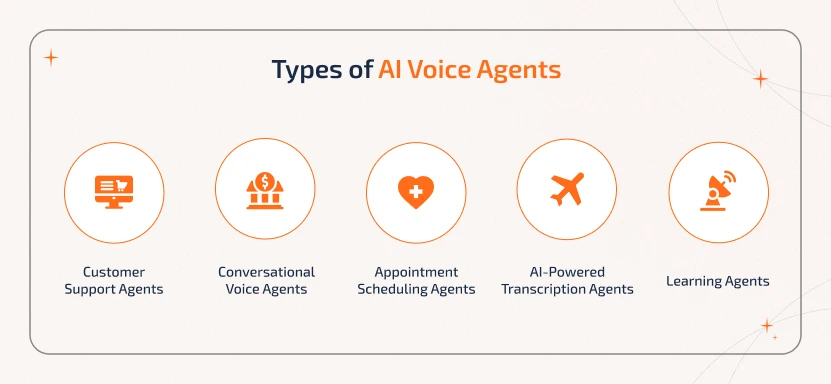 Types of AI Voice Agents
Customer
Support Agents
Conversational
Voice Agents
Appointment
Scheduling Agents
AI-Powered
Transcription Agents
Learning Agents